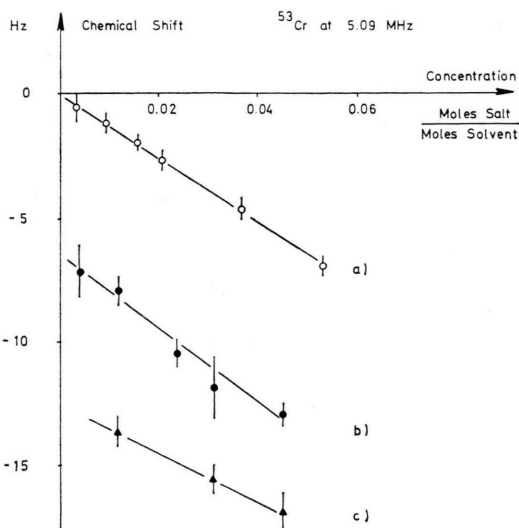 Hz Chemical Shift ⁵³Cr at 5.09 MHz
Concentration
0
0.02 0.04 0.06
Moles Salt
Moles Solvent
-5
a)
-10
b)
-15
c)